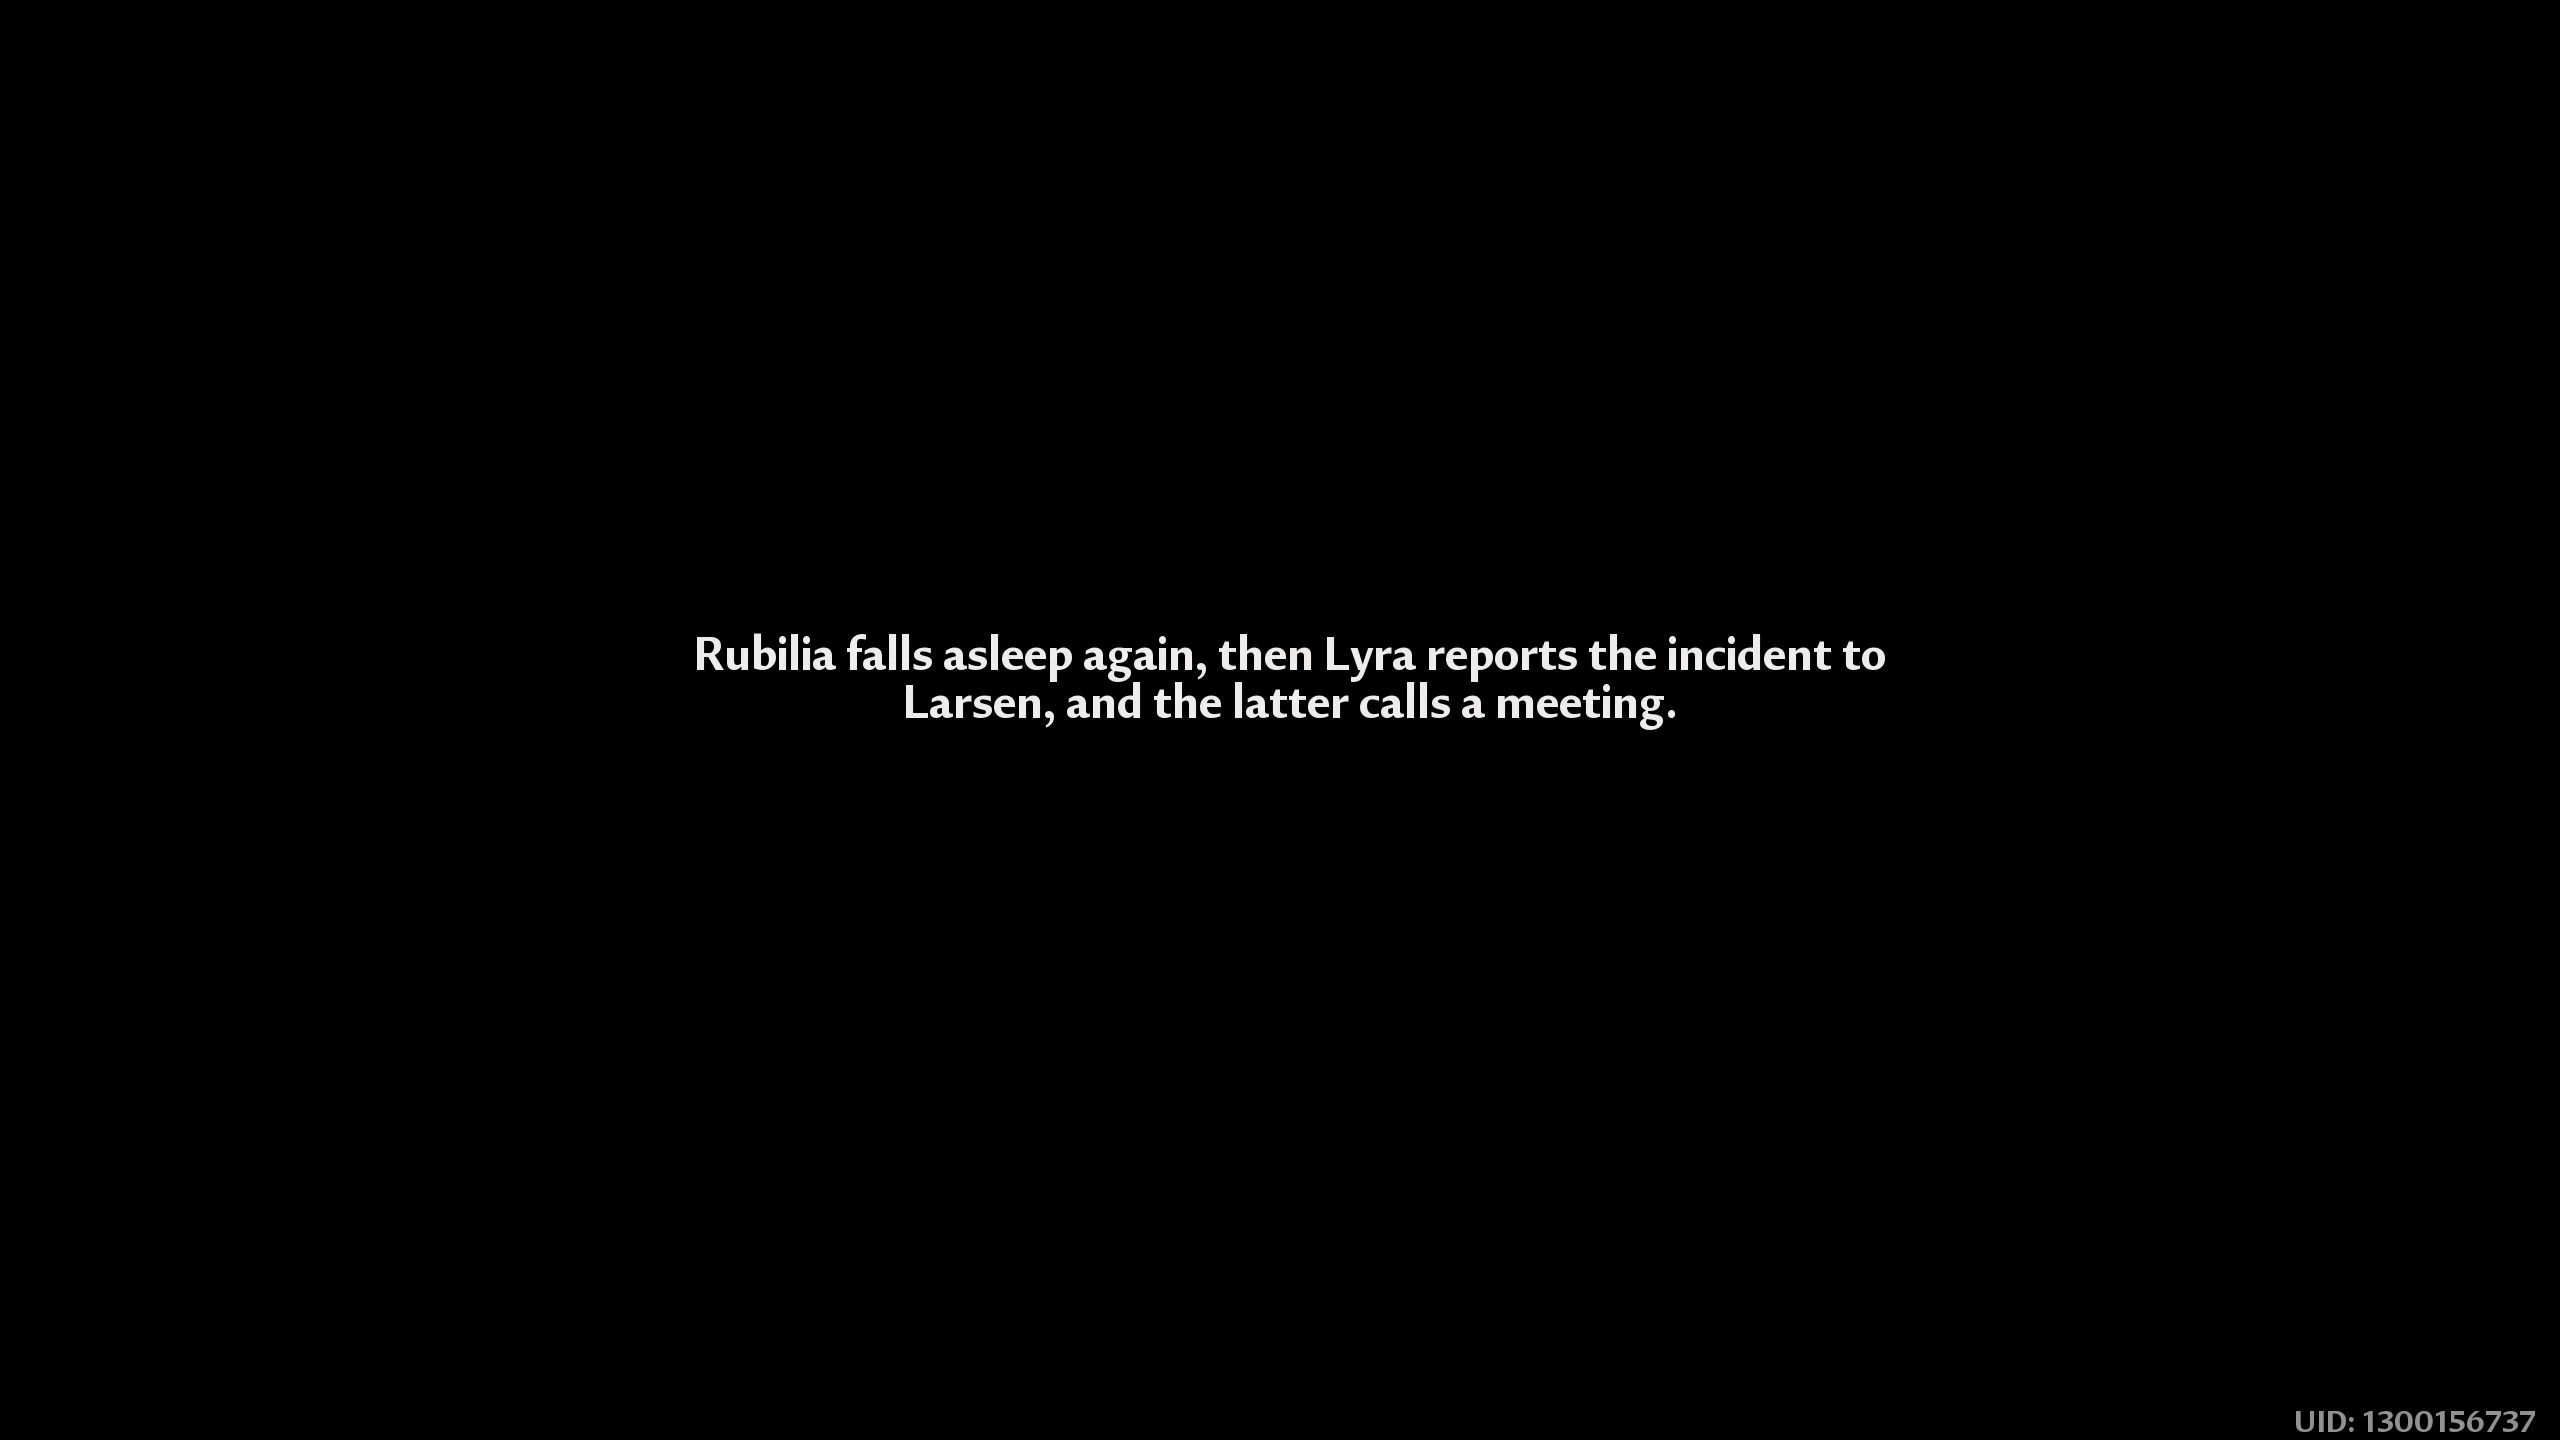 Rubilia falls asleep again, then Lyra reports the incident to
Larsen, and the latter calls a meeting.
UID: 1300156737